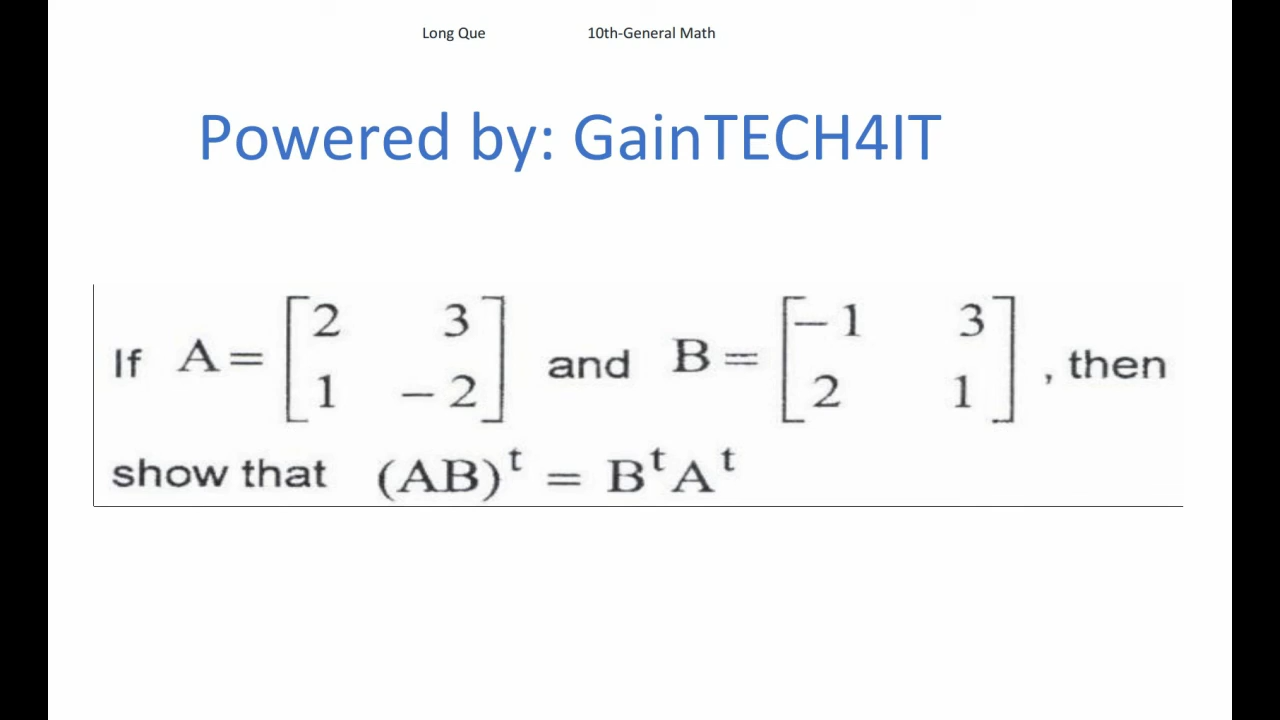 Long Que 10th-General Math
Powered by: GainTECH4IT
If A = [ 2 3 ; 1 – 2 ] and B = [ – 1 3 ; 2 1 ] , then
show that (AB)ᵗ = BᵗAᵗ